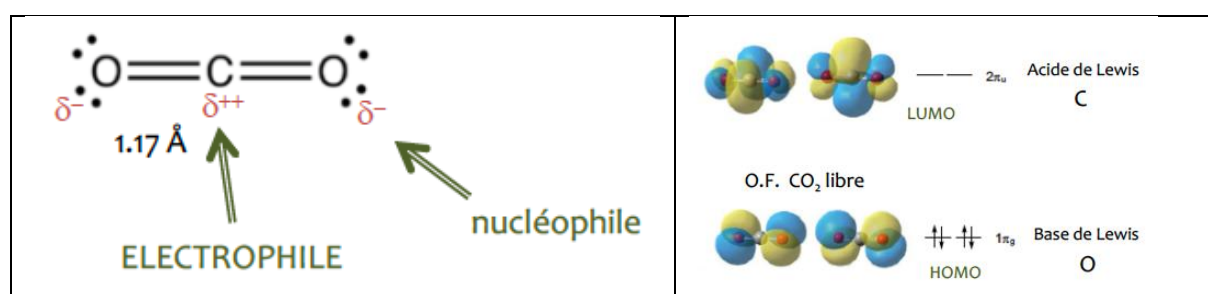 O C O
δ⁻ δ⁺⁺ δ⁻
1.17 Å
nucléophile
ELECTROPHILE
2πᵤ Acide de Lewis
C
LUMO
O.F. CO₂ libre
1π_g Base de Lewis
HOMO O